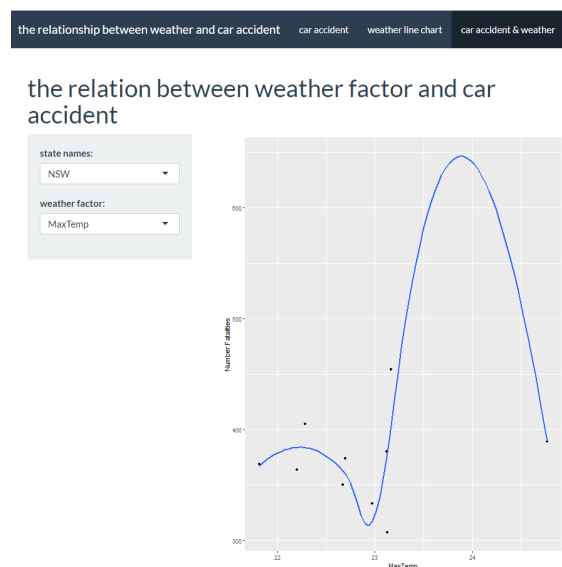 the relationship between weather and car accident car accident weather line chart car accident & weather
the relation between weather factor and car
accident
state names:
NSW
weather factor:
MaxTemp
600
500
400
300
Number Fatalities
22 23 24
MaxTemp